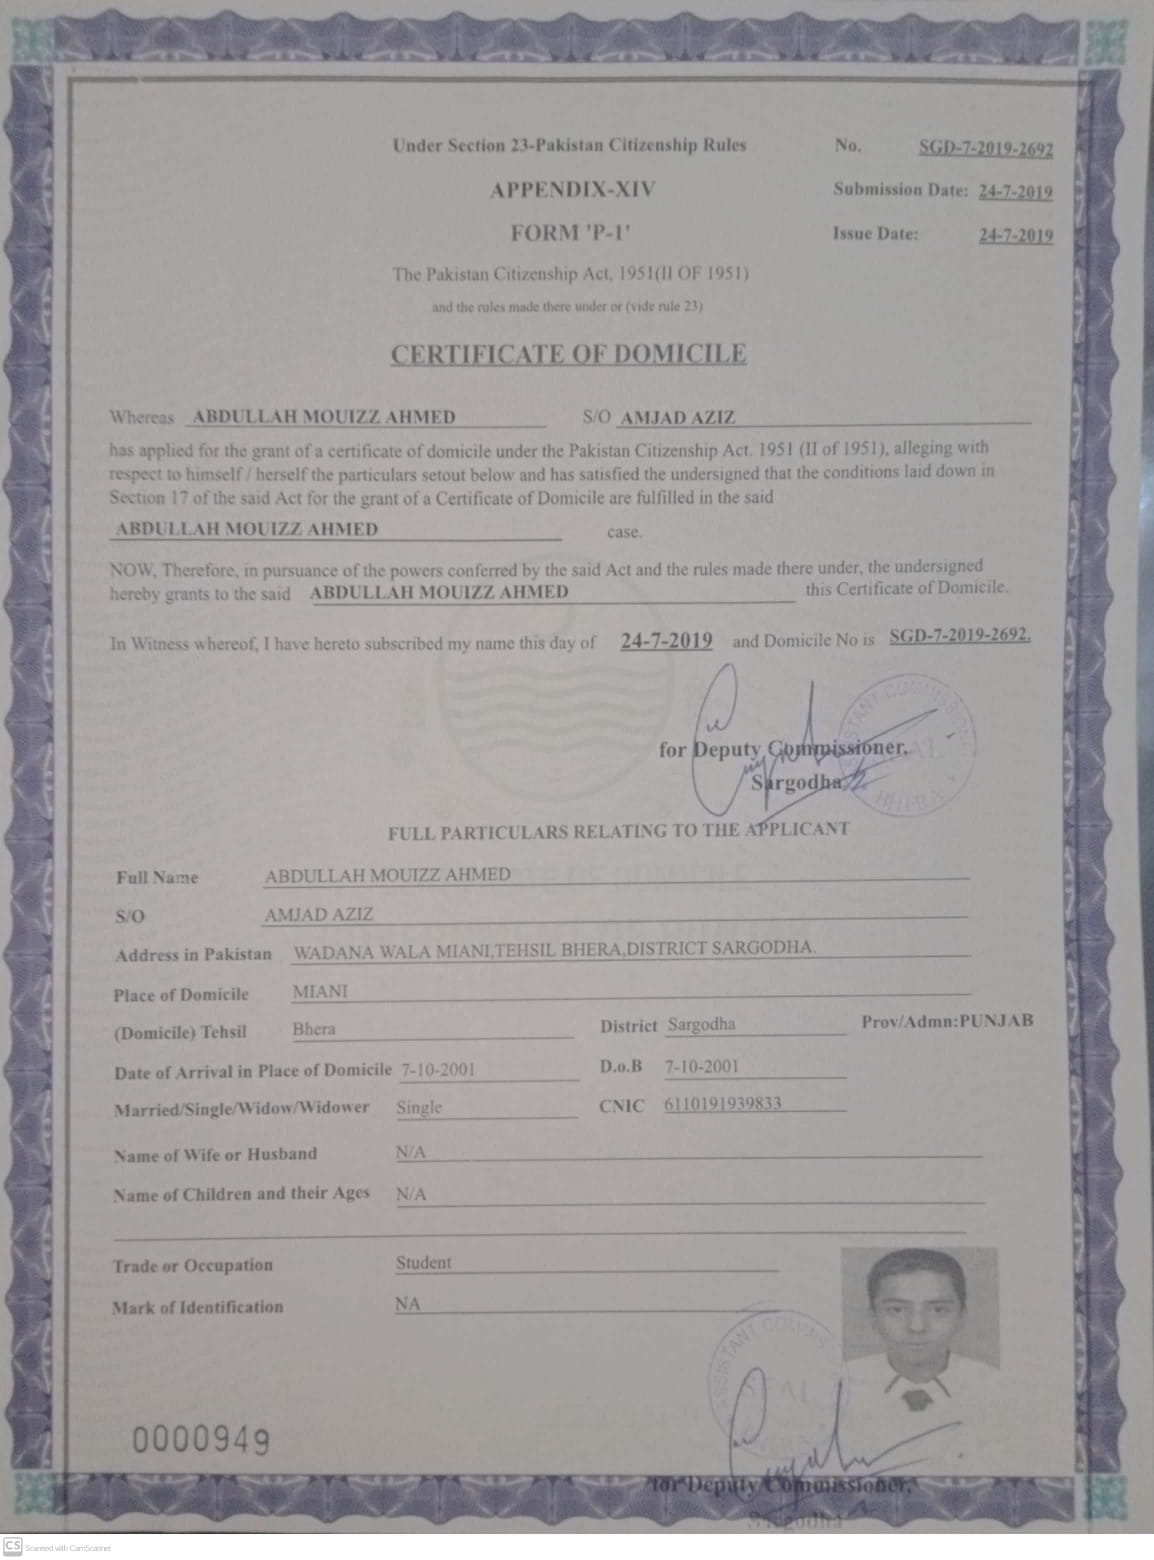 Under Section 23-Pakistan Citizenship Rules
No. SGD-7-2019-2692
APPENDIX-XIV
Submission Date: 24-7-2019
FORM 'P-1'
Issue Date: 24-7-2019
The Pakistan Citizenship Act, 1951(II OF 1951)
and the rules made there under or (vide rule 23)
CERTIFICATE OF DOMICILE
Whereas ABDULLAH MOUIZZ AHMED S/O AMJAD AZIZ
has applied for the grant of a certificate of domicile under the Pakistan Citizenship Act. 1951 (II of 1951), alleging with
respect to himself / herself the particulars setout below and has satisfied the undersigned that the conditions laid down in
Section 17 of the said Act for the grant of a Certificate of Domicile are fulfilled in the said
ABDULLAH MOUIZZ AHMED case.
NOW, Therefore, in pursuance of the powers conferred by the said Act and the rules made there under, the undersigned
hereby grants to the said ABDULLAH MOUIZZ AHMED this Certificate of Domicile.
In Witness whereof, I have hereto subscribed my name this day of 24-7-2019 and Domicile No is SGD-7-2019-2692.
for Deputy Commissioner,
Sargodha
ASSISTANT COMMISSIONER
BHERA
FULL PARTICULARS RELATING TO THE APPLICANT
Full Name ABDULLAH MOUIZZ AHMED
S/O AMJAD AZIZ
Address in Pakistan WADANA WALA MIANI,TEHSIL BHERA,DISTRICT SARGODHA.
Place of Domicile MIANI
(Domicile) Tehsil Bhera District Sargodha Prov/Admn:PUNJAB
Date of Arrival in Place of Domicile 7-10-2001 D.o.B 7-10-2001
Married/Single/Widow/Widower Single CNIC 6110191939833
Name of Wife or Husband N/A
Name of Children and their Ages N/A
Trade or Occupation Student
Mark of Identification NA
ASSISTANT COMMISSIONER
0000949
for Deputy Commissioner,
Sargodha
CS Scanned with CamScanner